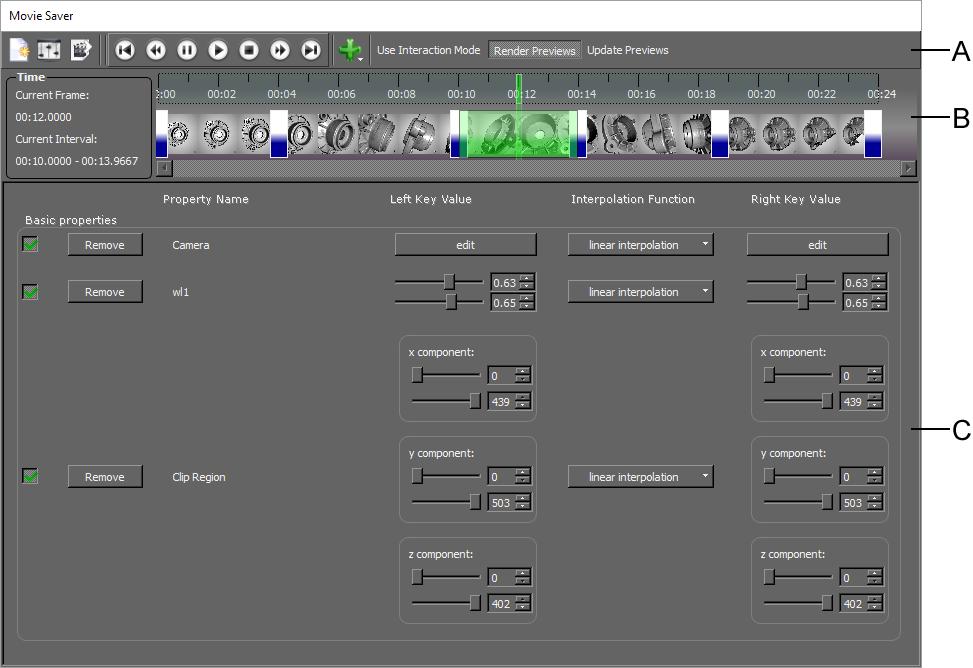 Movie Saver
Use Interaction Mode Render Previews Update Previews
A
Time
Current Frame:
00:12.0000
Current Interval:
00:10.0000 - 00:13.9667
:00 00:02 00:04 00:06 00:08 00:10 00:12 00:14 00:16 00:18 00:20 00:22 00:24
B
Property Name Left Key Value Interpolation Function Right Key Value
Basic properties
Remove Camera edit linear interpolation edit
Remove wl1 linear interpolation
0.63 0.63
0.65 0.65
x component: x component:
0 0
439 439
C
y component: y component:
0 0
Remove Clip Region linear interpolation
503 503
z component: z component:
0 0
402 402